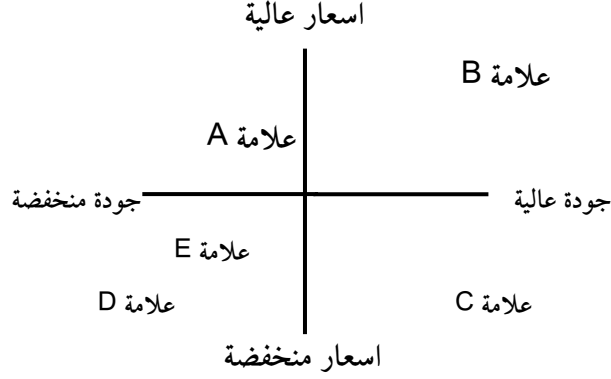 اسعار عالية
علامة B
علامة A
جودة عالية
جودة منخفضة
علامة E
علامة C
علامة D
اسعار منخفضة